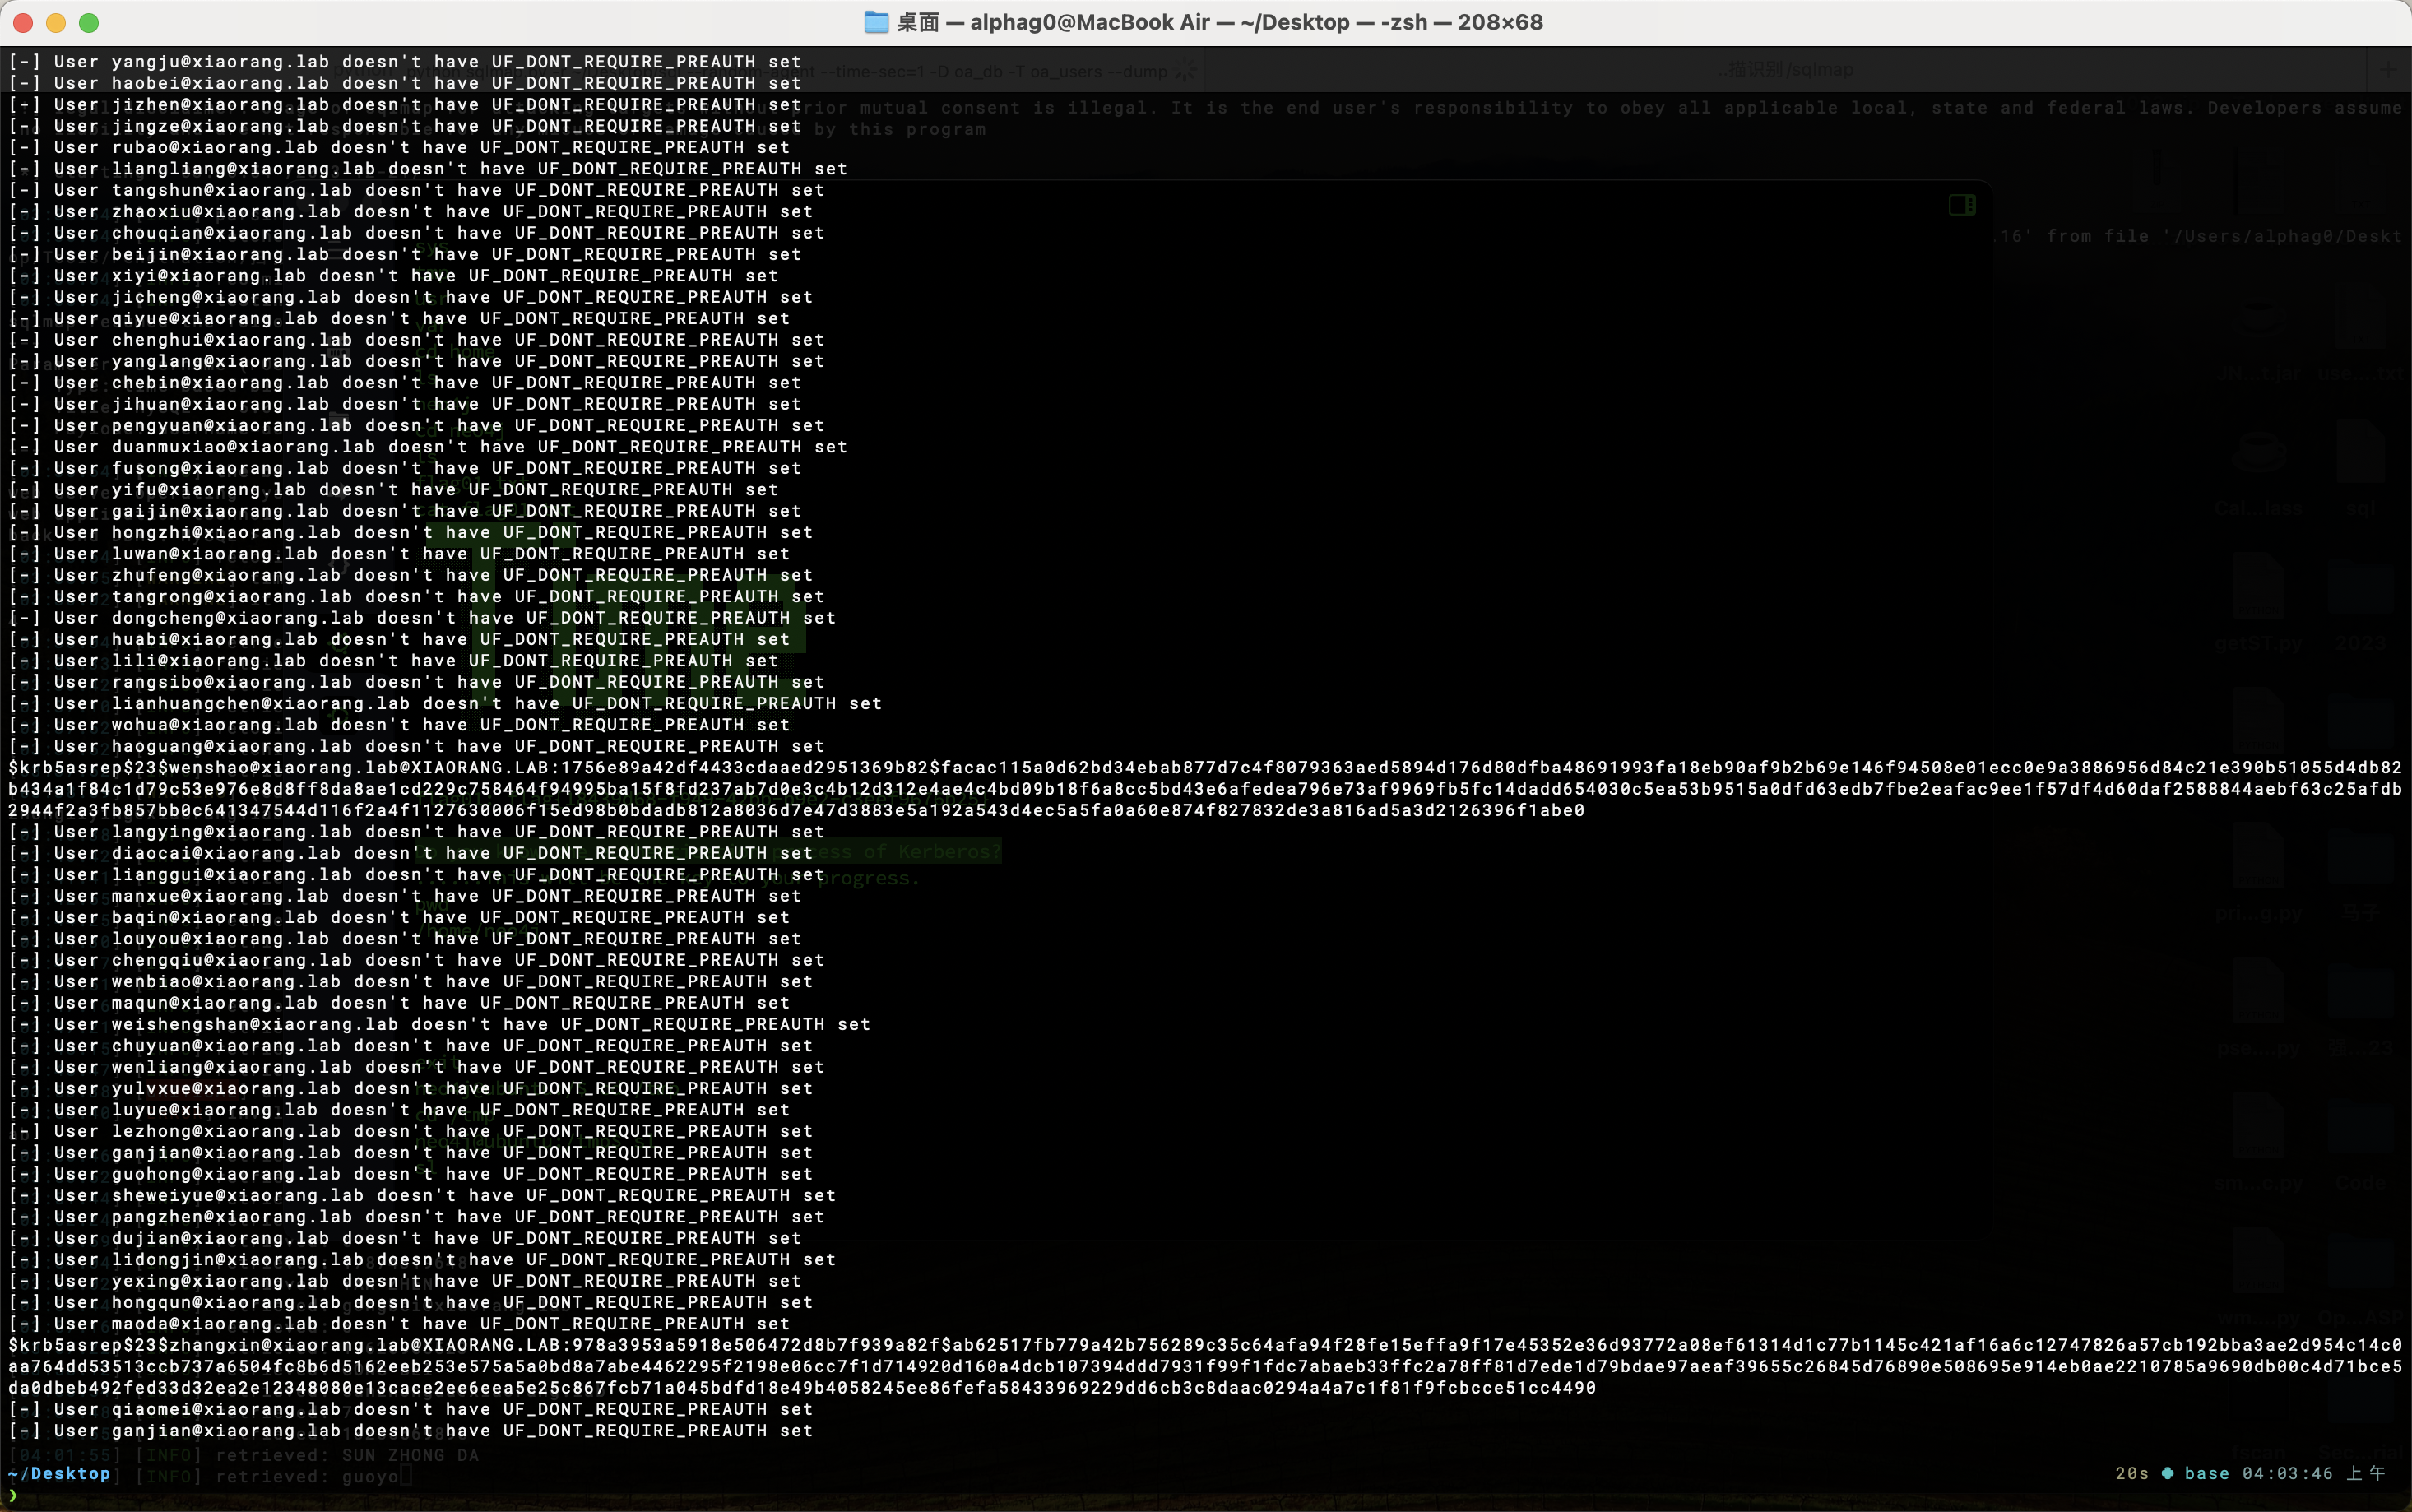 桌面 — alphag0@MacBook Air — ~/Desktop — -zsh — 208×68
[-] User yangju@xiaorang.lab doesn't have UF_DONT_REQUIRE_PREAUTH set
[-] User haobei@xiaorang.lab doesn't have UF_DONT_REQUIRE_PREAUTH set
[-] User jizhen@xiaorang.lab doesn't have UF_DONT_REQUIRE_PREAUTH set
[-] User jingze@xiaorang.lab doesn't have UF_DONT_REQUIRE_PREAUTH set
[-] User rubao@xiaorang.lab doesn't have UF_DONT_REQUIRE_PREAUTH set
[-] User liangliang@xiaorang.lab doesn't have UF_DONT_REQUIRE_PREAUTH set
[-] User tangshun@xiaorang.lab doesn't have UF_DONT_REQUIRE_PREAUTH set
[-] User zhaoxiu@xiaorang.lab doesn't have UF_DONT_REQUIRE_PREAUTH set
[-] User chouqian@xiaorang.lab doesn't have UF_DONT_REQUIRE_PREAUTH set
[-] User beijin@xiaorang.lab doesn't have UF_DONT_REQUIRE_PREAUTH set
[-] User xiyi@xiaorang.lab doesn't have UF_DONT_REQUIRE_PREAUTH set
[-] User jicheng@xiaorang.lab doesn't have UF_DONT_REQUIRE_PREAUTH set
[-] User qiyue@xiaorang.lab doesn't have UF_DONT_REQUIRE_PREAUTH set
[-] User chenghui@xiaorang.lab doesn't have UF_DONT_REQUIRE_PREAUTH set
[-] User yanglang@xiaorang.lab doesn't have UF_DONT_REQUIRE_PREAUTH set
[-] User chebin@xiaorang.lab doesn't have UF_DONT_REQUIRE_PREAUTH set
[-] User jihuan@xiaorang.lab doesn't have UF_DONT_REQUIRE_PREAUTH set
[-] User pengyuan@xiaorang.lab doesn't have UF_DONT_REQUIRE_PREAUTH set
[-] User duanmuxiao@xiaorang.lab doesn't have UF_DONT_REQUIRE_PREAUTH set
[-] User fusong@xiaorang.lab doesn't have UF_DONT_REQUIRE_PREAUTH set
[-] User yifu@xiaorang.lab doesn't have UF_DONT_REQUIRE_PREAUTH set
[-] User gaijin@xiaorang.lab doesn't have UF_DONT_REQUIRE_PREAUTH set
[-] User hongzhi@xiaorang.lab doesn't have UF_DONT_REQUIRE_PREAUTH set
[-] User luwan@xiaorang.lab doesn't have UF_DONT_REQUIRE_PREAUTH set
[-] User zhufeng@xiaorang.lab doesn't have UF_DONT_REQUIRE_PREAUTH set
[-] User tangrong@xiaorang.lab doesn't have UF_DONT_REQUIRE_PREAUTH set
[-] User dongcheng@xiaorang.lab doesn't have UF_DONT_REQUIRE_PREAUTH set
[-] User huabi@xiaorang.lab doesn't have UF_DONT_REQUIRE_PREAUTH set
[-] User lili@xiaorang.lab doesn't have UF_DONT_REQUIRE_PREAUTH set
[-] User rangsibo@xiaorang.lab doesn't have UF_DONT_REQUIRE_PREAUTH set
[-] User lianhuangchen@xiaorang.lab doesn't have UF_DONT_REQUIRE_PREAUTH set
[-] User wohua@xiaorang.lab doesn't have UF_DONT_REQUIRE_PREAUTH set
[-] User haoguang@xiaorang.lab doesn't have UF_DONT_REQUIRE_PREAUTH set
$krb5asrep$23$wenshao@xiaorang.lab@XIAORANG.LAB:1756e89a42df4433cdaaed2951369b82$facac115a0d62bd34ebab877d7c4f8079363aed5894d176d80dfba48691993fa18eb90af9b2b69e146f94508e01ecc0e9a3886956d84c21e390b51055d4db82
b434a1f84c1d79c53e976e8d8ff8da8ae1cd229c758464f94995bac5f8fd237ab7d0e3c4b12d312e7ae4c4bd09b18f6a8cc5bd43e6afedea796e73af9969fb5fc14dadd654030c5ea53b9515a0dfd63edb7fbe2eafac9ee1f57df4d60daf2588844aebf63c25afdb
2944f2a3fb857bb0c641347544d116f2a4f1127630006f15ed98b0bdadb812a8036d7e47d3883e5a192a543d4ec5a5fa0a60e874f827832de3a816ad5a3d2126396f1abe0
[-] User langying@xiaorang.lab doesn't have UF_DONT_REQUIRE_PREAUTH set
[-] User diaocai@xiaorang.lab doesn't have UF_DONT_REQUIRE_PREAUTH set
[-] User lianggui@xiaorang.lab doesn't have UF_DONT_REQUIRE_PREAUTH set
[-] User manxue@xiaorang.lab doesn't have UF_DONT_REQUIRE_PREAUTH set
[-] User baqin@xiaorang.lab doesn't have UF_DONT_REQUIRE_PREAUTH set
[-] User louyou@xiaorang.lab doesn't have UF_DONT_REQUIRE_PREAUTH set
[-] User chengqiu@xiaorang.lab doesn't have UF_DONT_REQUIRE_PREAUTH set
[-] User wenbiao@xiaorang.lab doesn't have UF_DONT_REQUIRE_PREAUTH set
[-] User maqun@xiaorang.lab doesn't have UF_DONT_REQUIRE_PREAUTH set
[-] User weishengshan@xiaorang.lab doesn't have UF_DONT_REQUIRE_PREAUTH set
[-] User chuyuan@xiaorang.lab doesn't have UF_DONT_REQUIRE_PREAUTH set
[-] User wenliang@xiaorang.lab doesn't have UF_DONT_REQUIRE_PREAUTH set
[-] User yulvxue@xiaorang.lab doesn't have UF_DONT_REQUIRE_PREAUTH set
[-] User luyue@xiaorang.lab doesn't have UF_DONT_REQUIRE_PREAUTH set
[-] User lezhong@xiaorang.lab doesn't have UF_DONT_REQUIRE_PREAUTH set
[-] User ganjian@xiaorang.lab doesn't have UF_DONT_REQUIRE_PREAUTH set
[-] User guohong@xiaorang.lab doesn't have UF_DONT_REQUIRE_PREAUTH set
[-] User sheweiyue@xiaorang.lab doesn't have UF_DONT_REQUIRE_PREAUTH set
[-] User pangzhen@xiaorang.lab doesn't have UF_DONT_REQUIRE_PREAUTH set
[-] User dujian@xiaorang.lab doesn't have UF_DONT_REQUIRE_PREAUTH set
[-] User lidongjin@xiaorang.lab doesn't have UF_DONT_REQUIRE_PREAUTH set
[-] User yexing@xiaorang.lab doesn't have UF_DONT_REQUIRE_PREAUTH set
[-] User hongqun@xiaorang.lab doesn't have UF_DONT_REQUIRE_PREAUTH set
[-] User maoda@xiaorang.lab doesn't have UF_DONT_REQUIRE_PREAUTH set
$krb5asrep$23$zhangxin@xiaorang.lab@XIAORANG.LAB:978a3953a5918e506472d8b7f939a82f$ab62517fb779a42b756289c35c64afa94f28fe15effa9f17e45352e36d93772a08ef61314d1c77b1145c421af16a6c12747826a57cb192bba3ae2d954c14c0
aa764dd53513ccb737a6504fc8b6d5162eeb253e575a5a0bd8a7abe4462295f2198e06cc7f1d714920d160a4dcb107394ddd7931f99f1fdc7abaeb33ffc2a78ff81d7ede1d79bdae97aeaf39655c26845d76890e508695e914eb0ae2210785a9690db00c4d71bce5
[-] User qiaomei@xiaorang.lab doesn't have UF_DONT_REQUIRE_PREAUTH set
[-] User ganjian@xiaorang.lab doesn't have UF_DONT_REQUIRE_PREAUTH set
[04:01:55] [INFO] retrieved: SUN ZHONG DA
~/Desktop [INFO] retrieved: guoyo 20s base 04:03:46 上午
❯